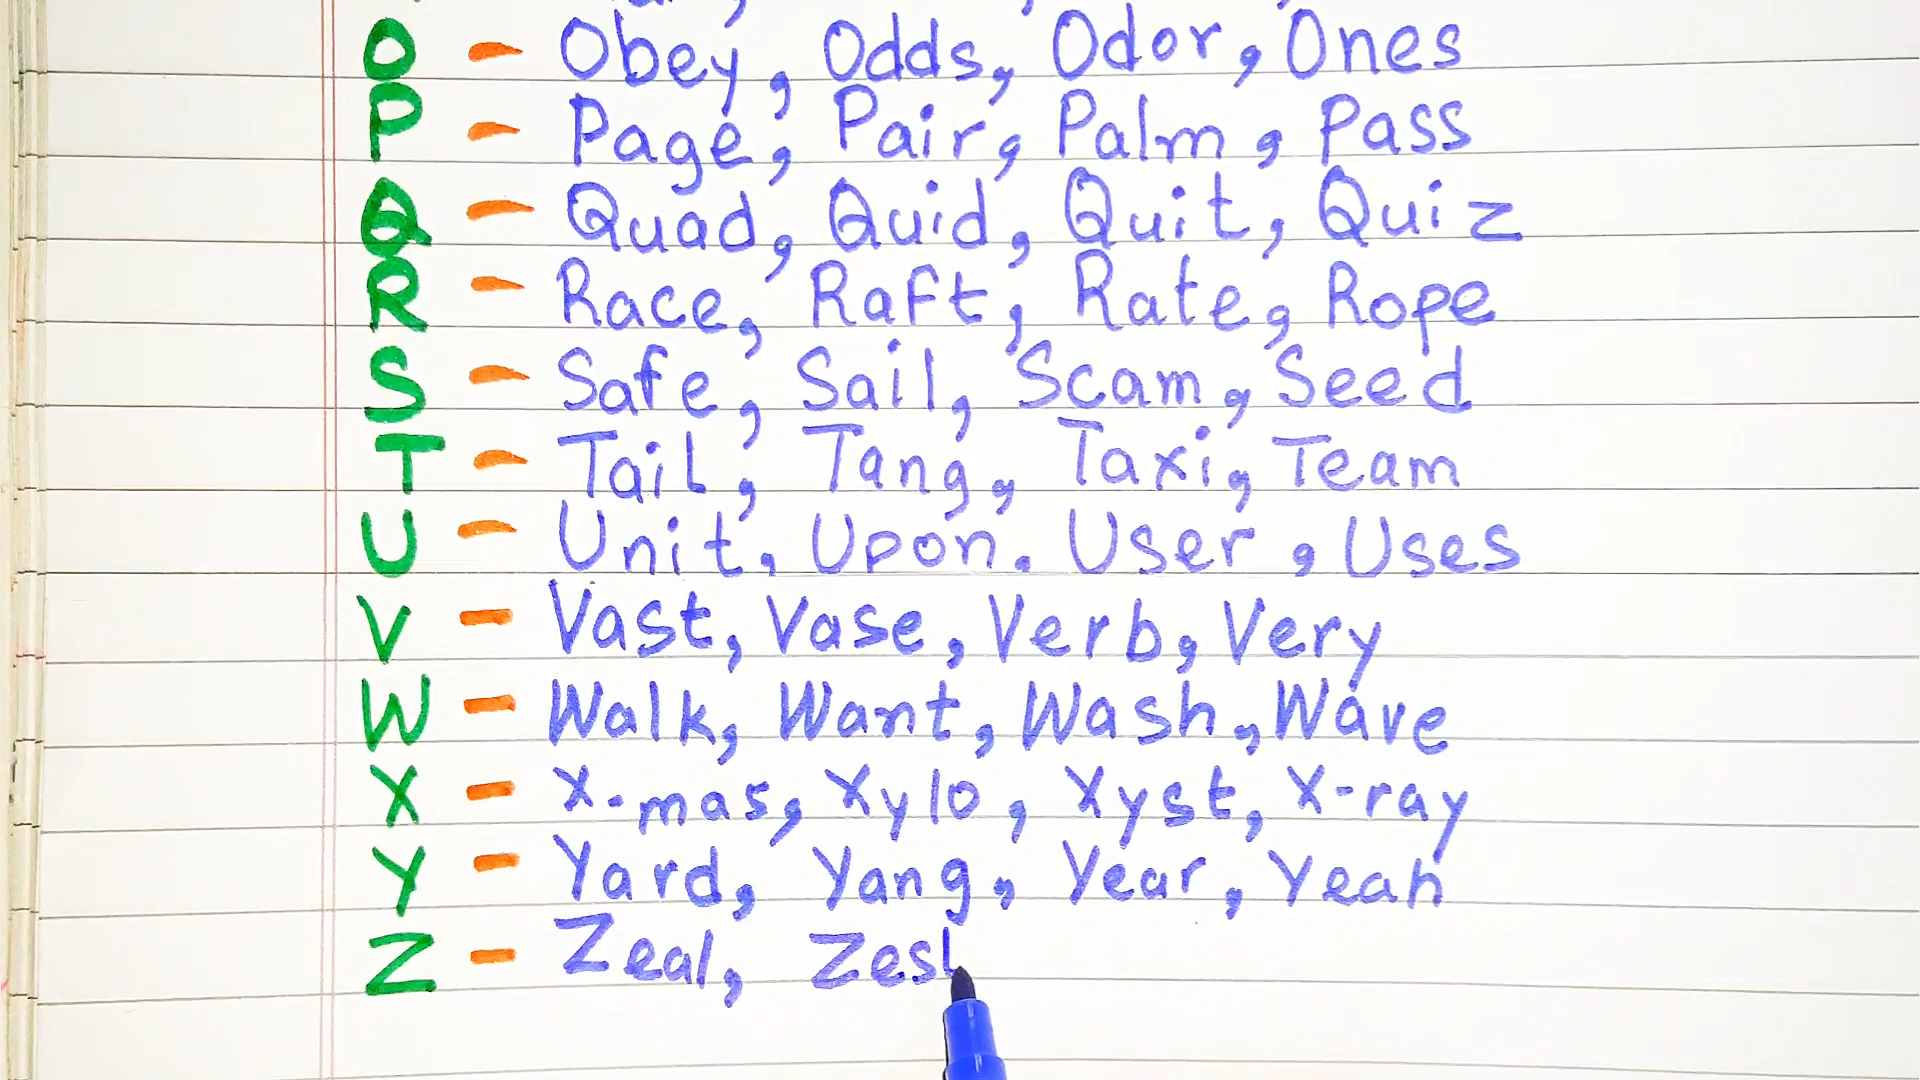 O - Obey, Odds, Odor, Ones
P - Page, Pair, Palm, Pass
Q - Quad, Quid, Quit, Quiz
R - Race, Raft, Rate, Rope
S - Safe, Sail, Scam, Seed
T - Tail, Tang, Taxi, Team
U - Unit, Upon. User, Uses
V - Vast, Vase, Verb, Very
W - Walk, Want, Wash, Wave
X - X-mas, Xylo, Xyst, X-ray
Y - Yard, Yang, Year, Yeah
Z - Zeal,